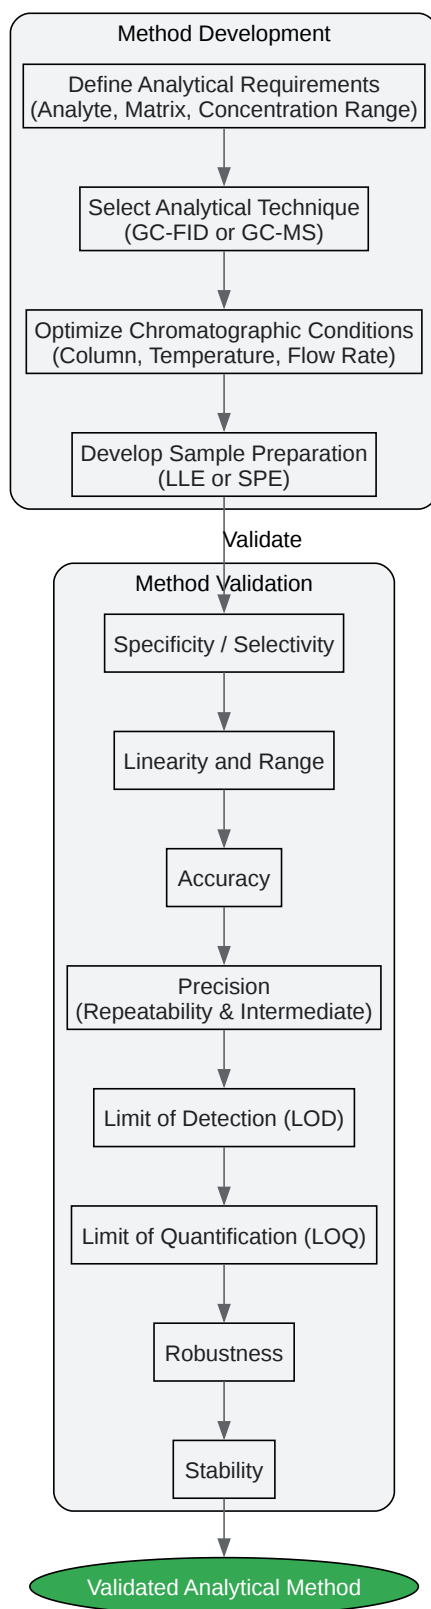 Method Development
Define Analytical Requirements
(Analyte, Matrix, Concentration Range)
Select Analytical Technique
(GC-FID or GC-MS)
Optimize Chromatographic Conditions
(Column, Temperature, Flow Rate)
Develop Sample Preparation
(LLE or SPE)
Validate
Method Validation
Specificity / Selectivity
Linearity and Range
Accuracy
Precision
(Repeatability & Intermediate)
Limit of Detection (LOD)
Limit of Quantification (LOQ)
Robustness
Stability
Validated Analytical Method